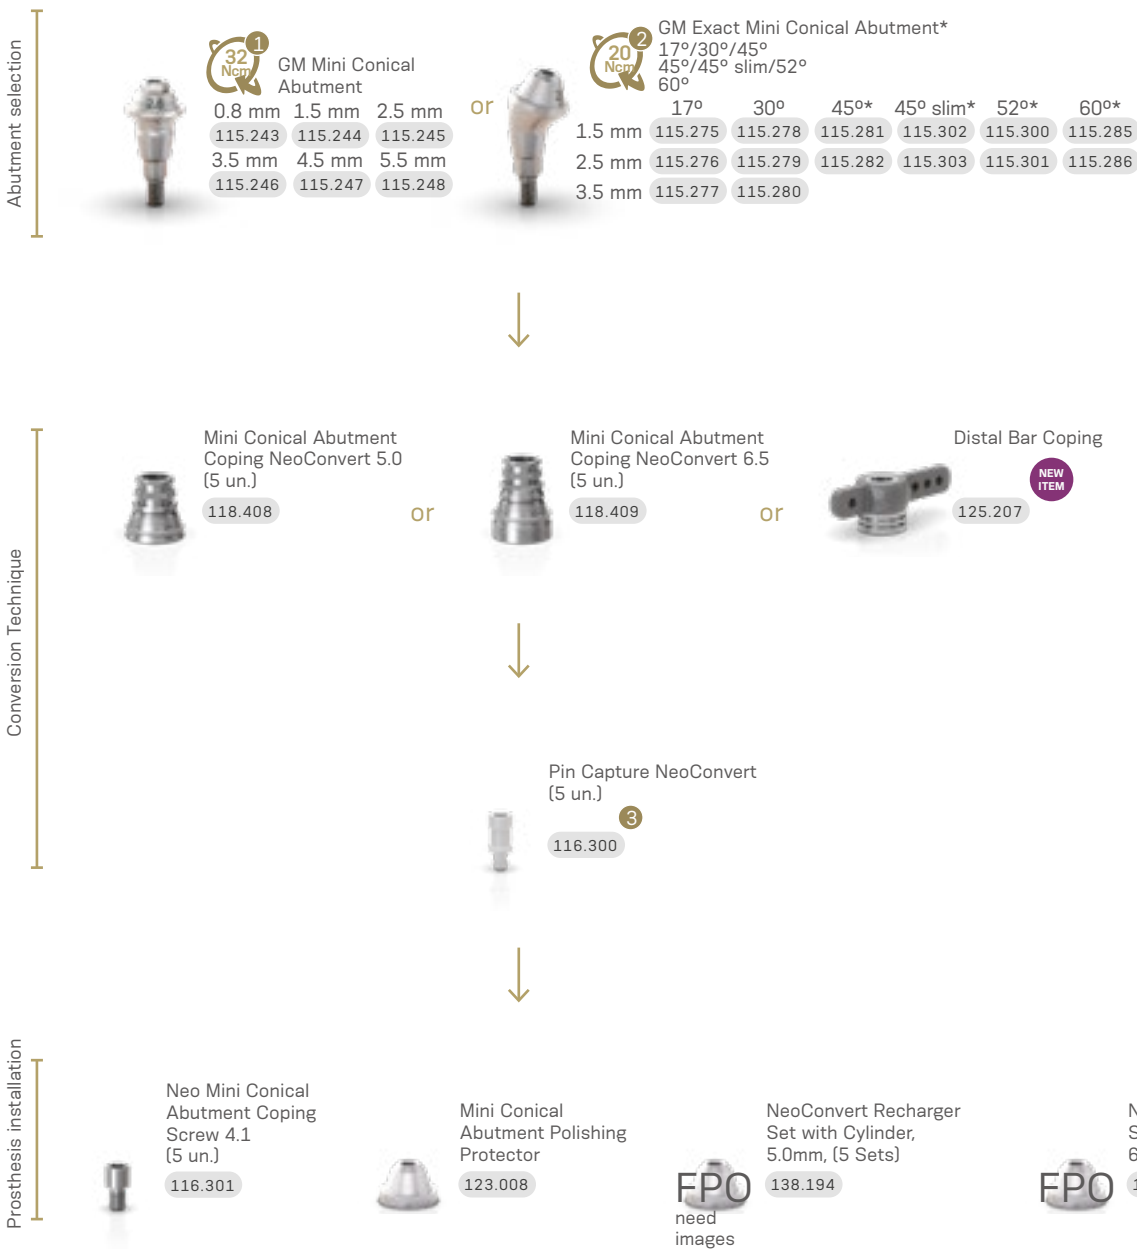 Abutment selection
32
Ncm
1
GM Mini Conical
Abutment
0.8 mm 1.5 mm 2.5 mm
115.243 115.244 115.245
3.5 mm 4.5 mm 5.5 mm
115.246 115.247 115.248
or
20
Ncm
2
GM Exact Mini Conical Abutment*
17º/30º/45º
45º/45º slim/52º
60º
17º 30º 45º* 45º slim* 52º* 60º*
1.5 mm 115.275 115.278 115.281 115.302 115.300 115.285
2.5 mm 115.276 115.279 115.282 115.303 115.301 115.286
3.5 mm 115.277 115.280
Conversion Technique
Mini Conical Abutment
Coping NeoConvert 5.0
(5 un.)
118.408
or
Mini Conical Abutment
Coping NeoConvert 6.5
(5 un.)
118.409
or
Distal Bar Coping
NEW
ITEM
125.207
Pin Capture NeoConvert
(5 un.)
3
116.300
Prosthesis installation
Neo Mini Conical
Abutment Coping
Screw 4.1
(5 un.)
116.301
Mini Conical
Abutment Polishing
Protector
123.008
NeoConvert Recharger
Set with Cylinder,
5.0mm, (5 Sets)
138.194
FPO
need
images
FPO